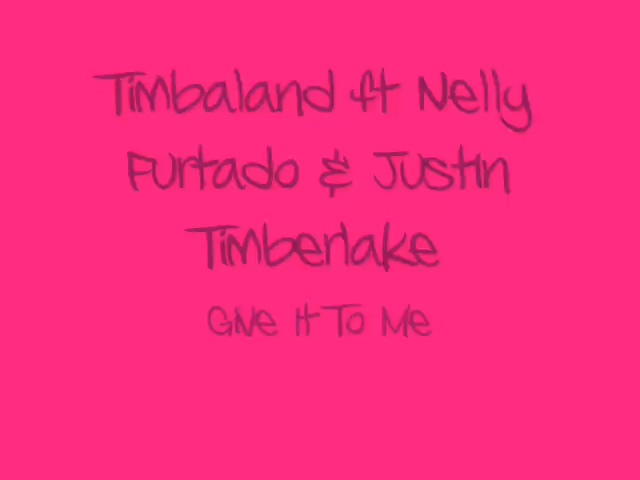 Timbaland ft Nelly
Furtado & Justin
Timberlake
Give It To Me